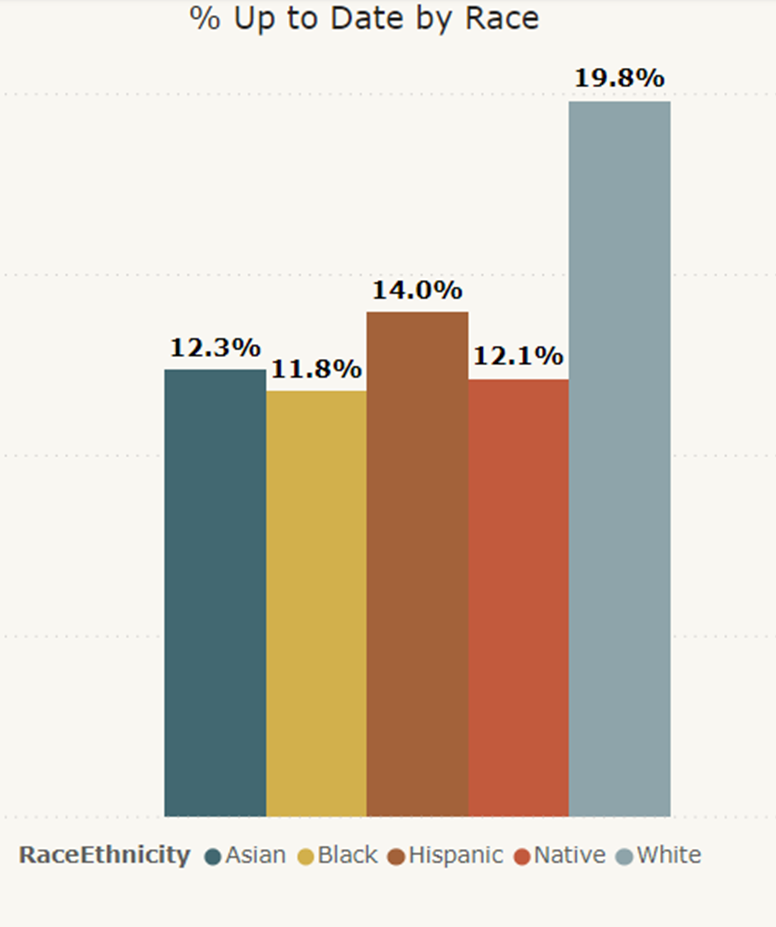 % Up to Date by Race
19.8%
14.0%
12.3%
11.8%
12.1%
RaceEthnicity Asian Black Hispanic Native White